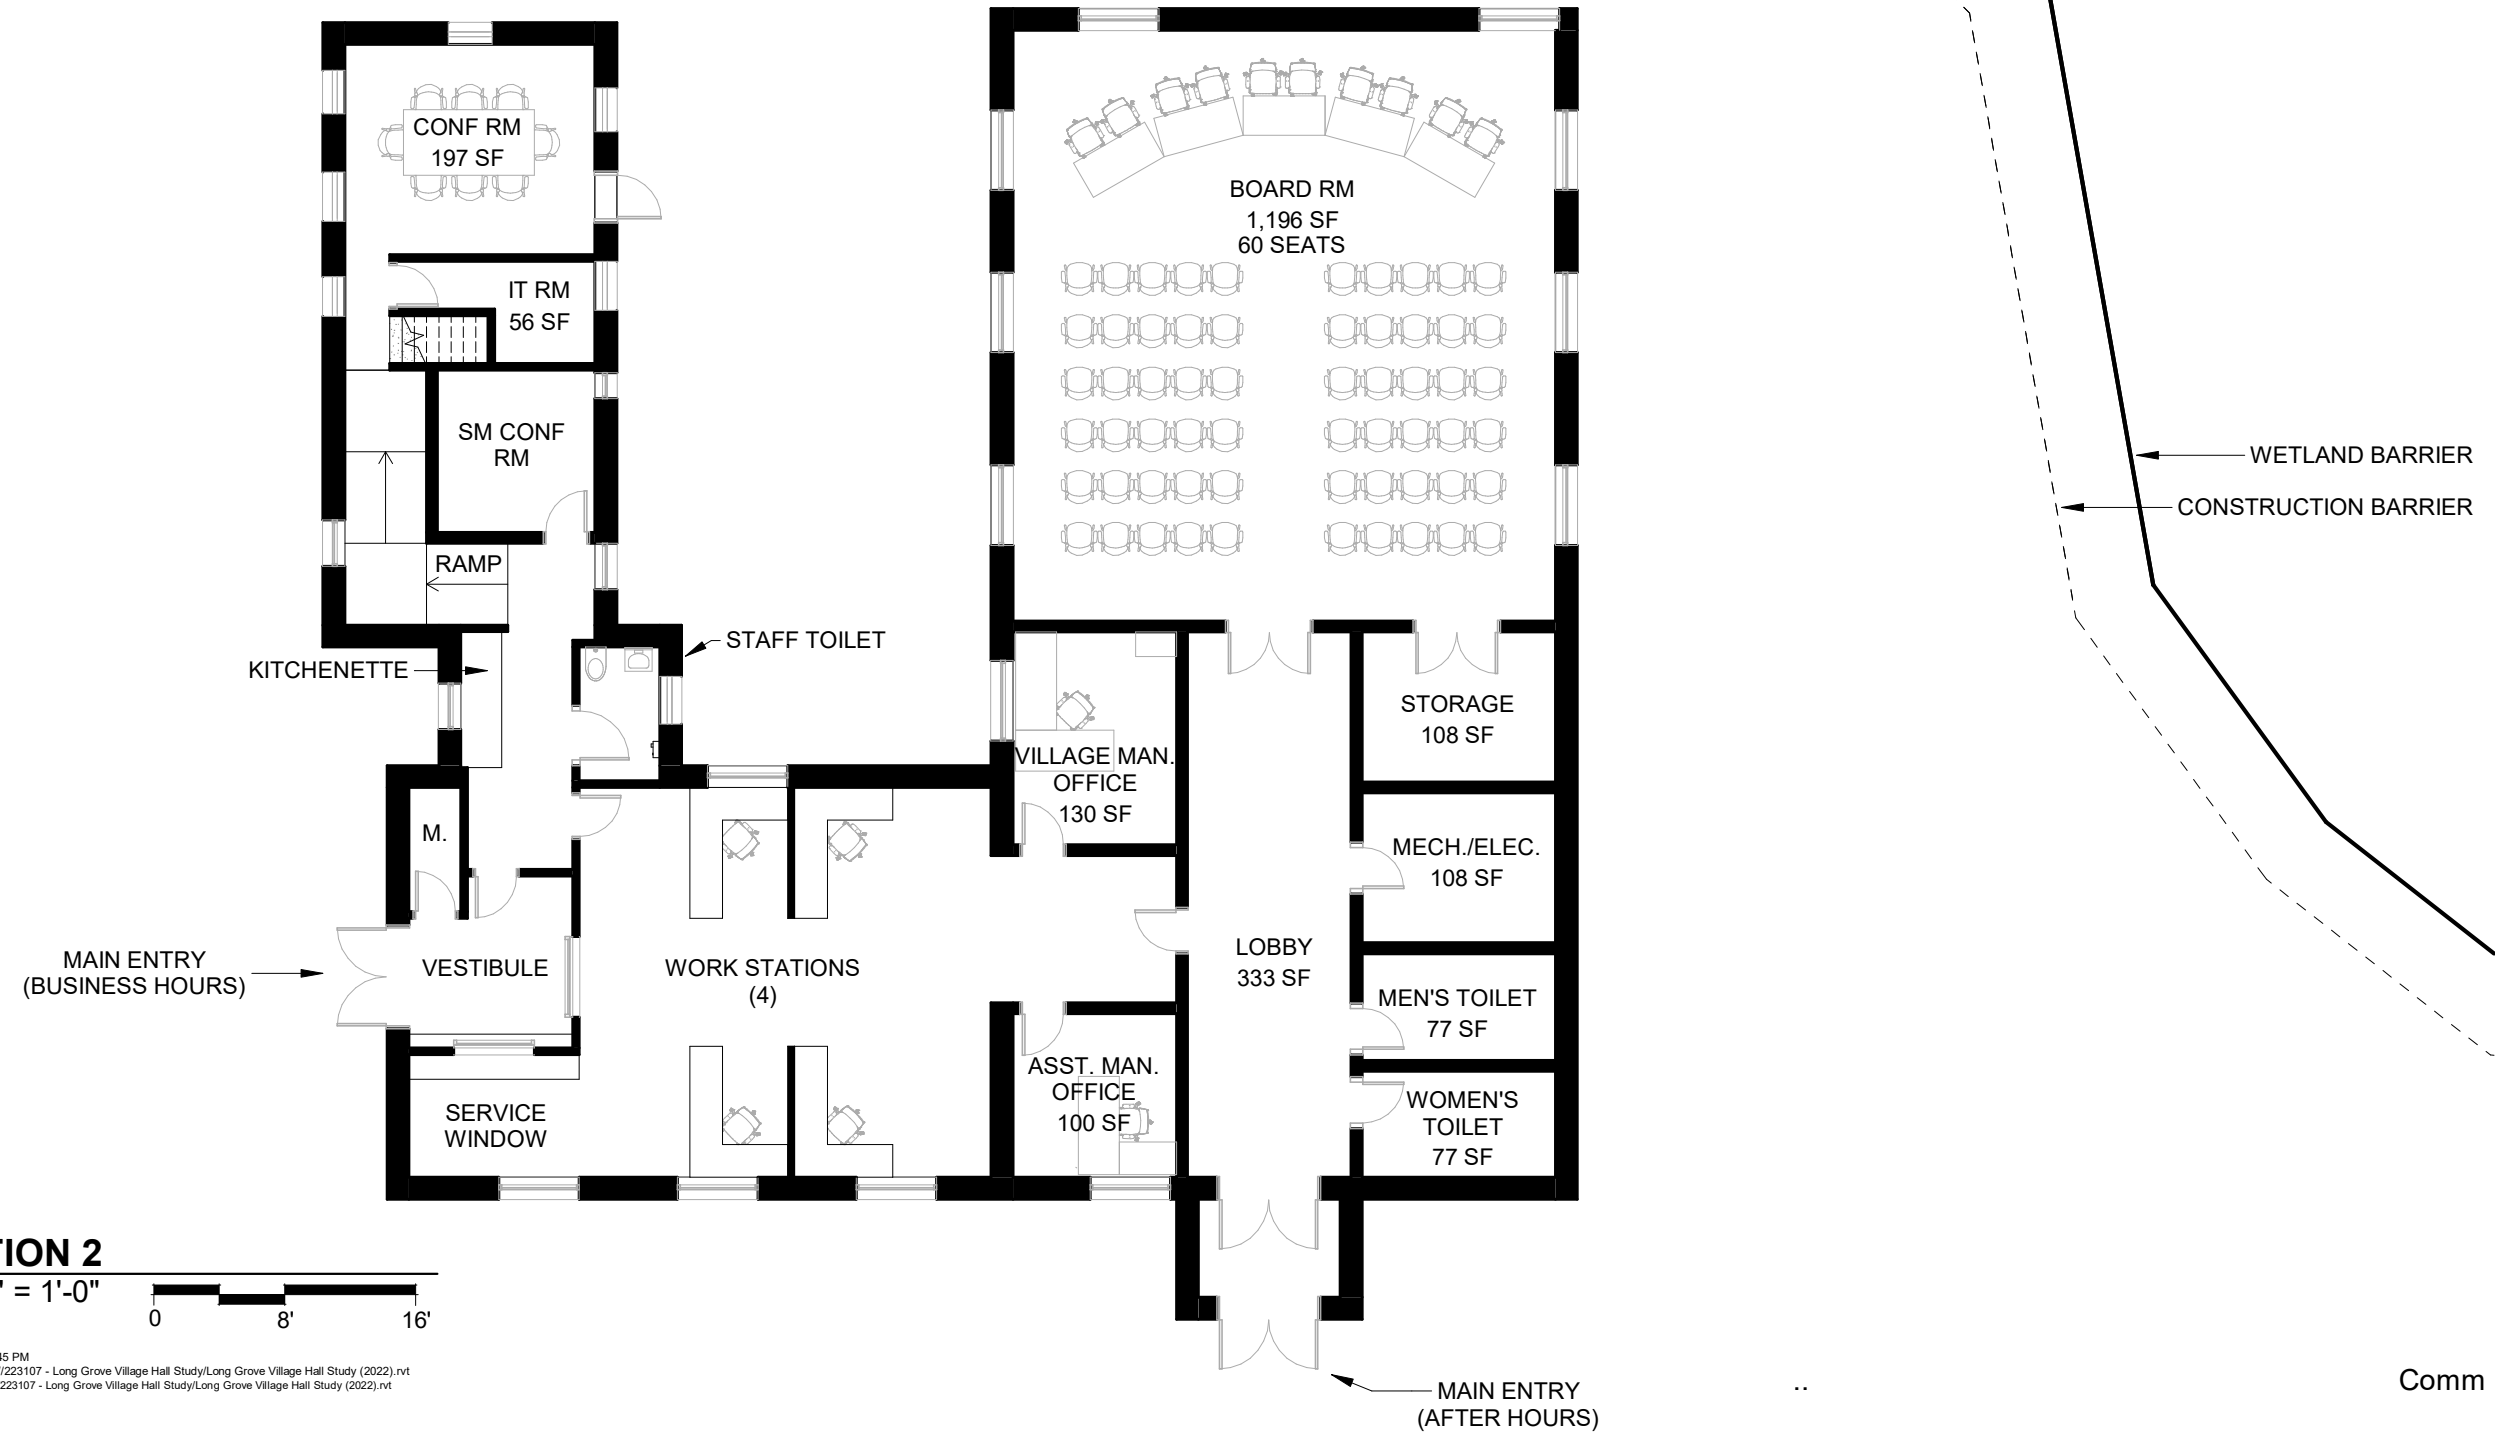 CONF RM
197 SF
BOARD RM
1,196 SF
60 SEATS
IT RM
56 SF
SM CONF
RM
WETLAND BARRIER
CONSTRUCTION BARRIER
RAMP
STAFF TOILET
KITCHENETTE
STORAGE
108 SF
VILLAGE MAN.
OFFICE
130 SF
M.
MECH./ELEC.
108 SF
MAIN ENTRY
(BUSINESS HOURS)
VESTIBULE
WORK STATIONS
(4)
LOBBY
333 SF
MEN'S TOILET
77 SF
ASST. MAN.
OFFICE
100 SF
SERVICE
WINDOW
WOMEN'S
TOILET
77 SF
TION 2
" = 1'-0"
0 8' 16'
45 PM
/223107 - Long Grove Village Hall Study/Long Grove Village Hall Study (2022).rvt
223107 - Long Grove Village Hall Study/Long Grove Village Hall Study (2022).rvt
MAIN ENTRY
(AFTER HOURS)
..
Comm